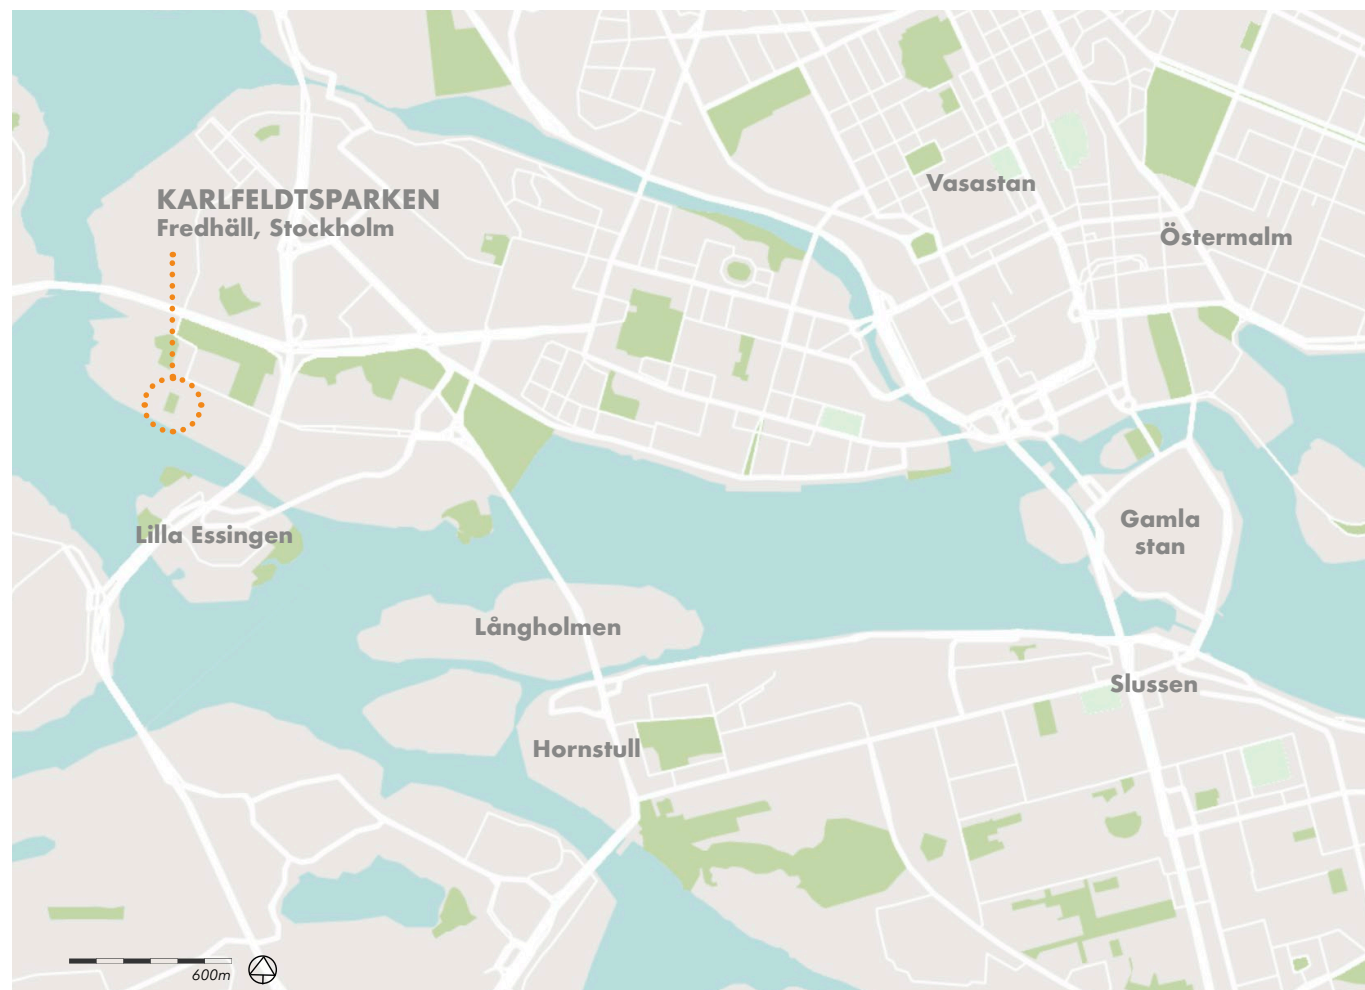 Vasastan
KARLFELDTSPARKEN
Fredhäll, Stockholm
Östermalm
Gamla
stan
Lilla Essingen
Långholmen
Slussen
Hornstull
600m